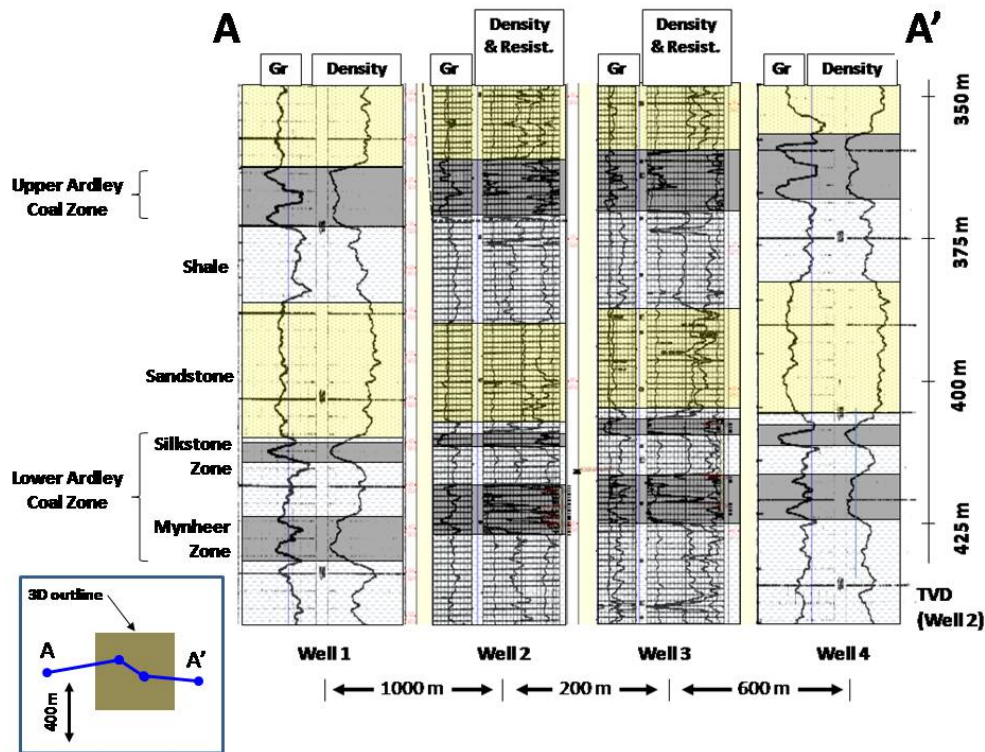 A
A'
Density
& Resist.
Density
& Resist.
Gr
Density
Gr
Gr
Gr
Density
350 m
375 m
400 m
425 m
TVD
(Well 2)
Upper Ardley
Coal Zone
Shale
Sandstone
Silkstone
Zone
Lower Ardley
Coal Zone
Mynheer
Zone
Well 1
Well 2
Well 3
Well 4
1000 m
200 m
600 m
3D outline
A
A'
400 m